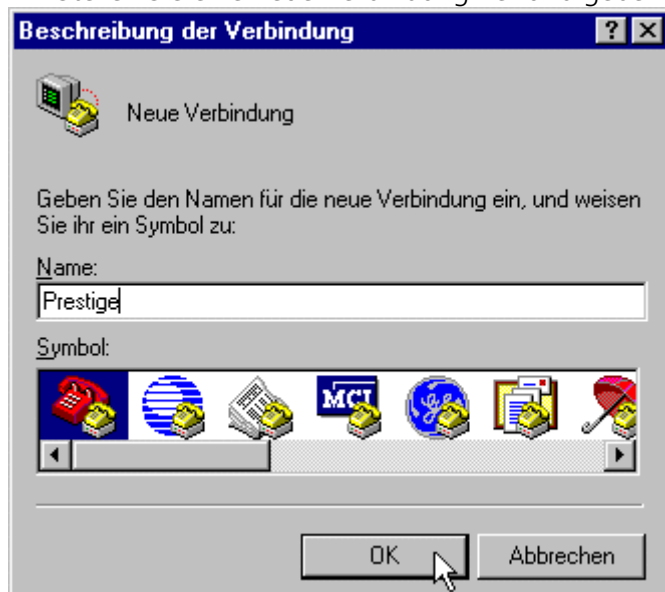 Beschreibung der Verbindung
Neue Verbindung
Geben Sie den Namen für die neue Verbindung ein, und weisen
Sie ihr ein Symbol zu:
Name:
Prestige
Symbol:
MCI
OK
Abbrechen